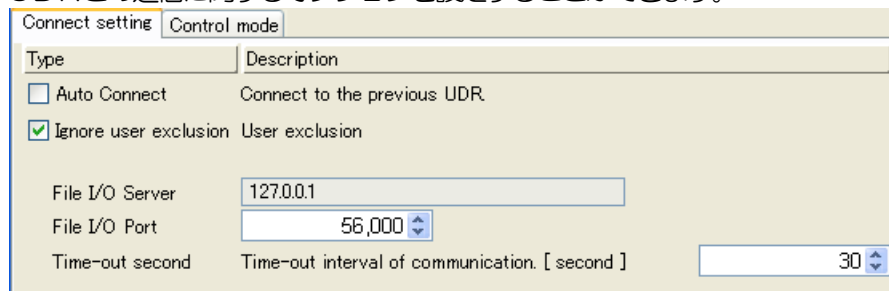 Connect setting Control mode
Type Description
Auto Connect Connect to the previous UDR.
Ignore user exclusion User exclusion
File I/O Server 127.0.0.1
File I/O Port 56,000
Time-out second Time-out interval of communication. [ second ] 30